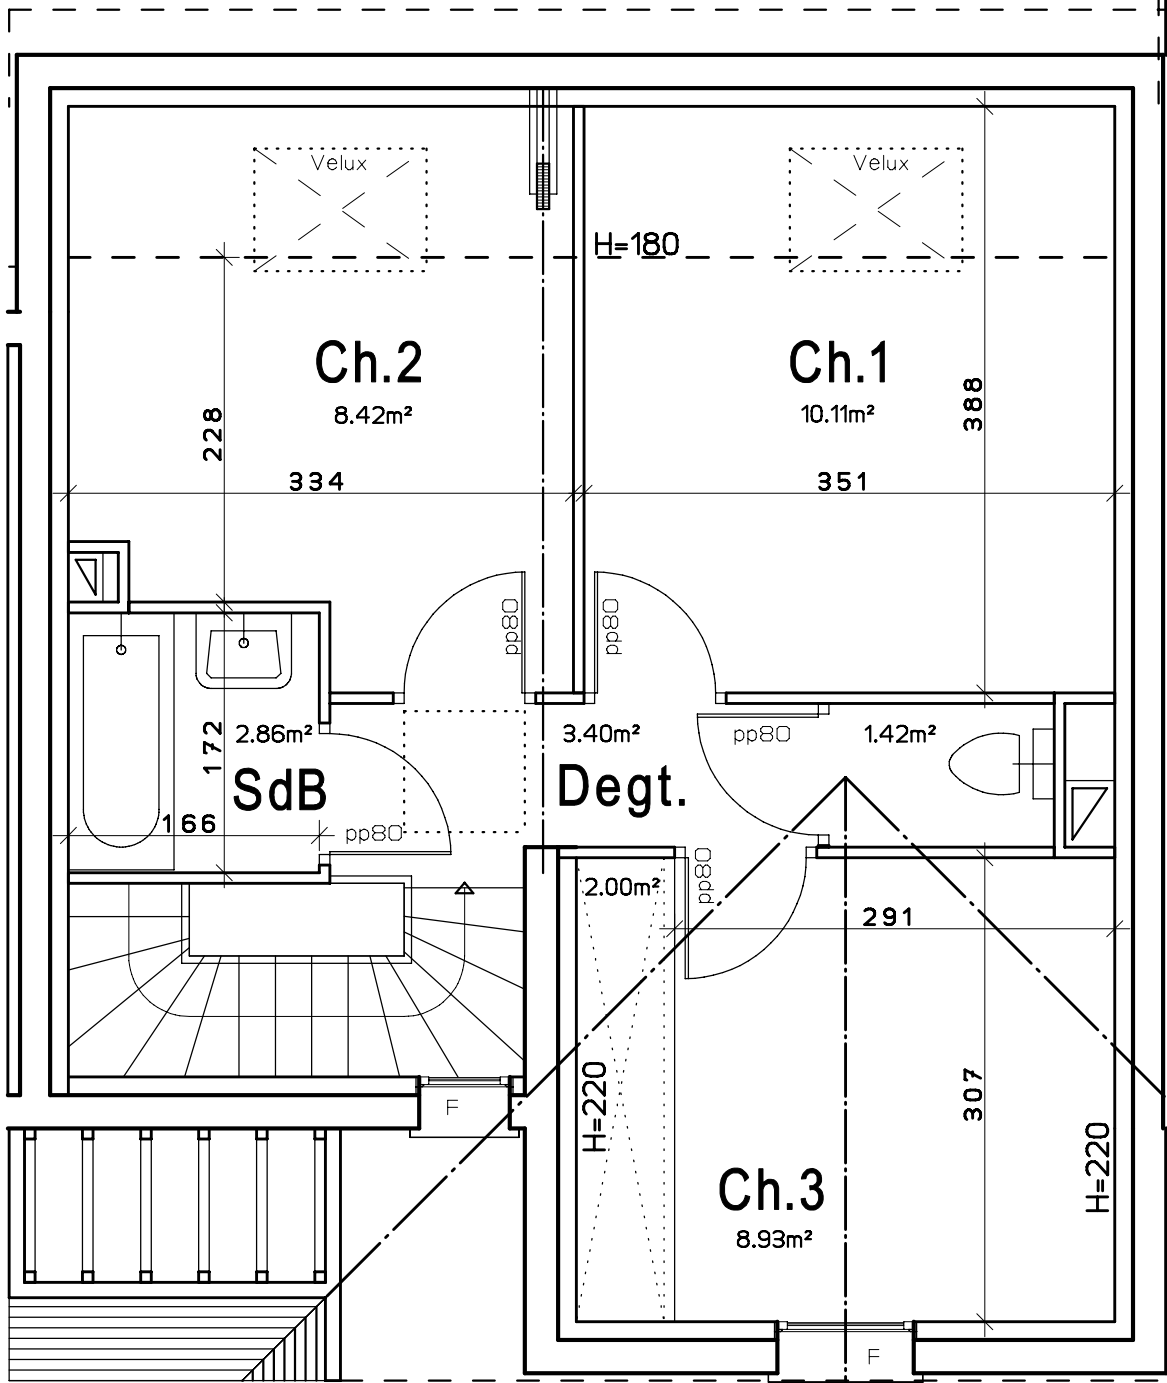 Velux
Velux
H=180
Ch.2
8.42m²
Ch.1
10.11m²
388
228
334
351
pp80
pp80
172
2.86m²
SdB
166
pp80
3.40m²
Degt.
pp80
1.42m²
2.00m²
pp80
291
H=220
307
F
H=220
Ch.3
8.93m²
F